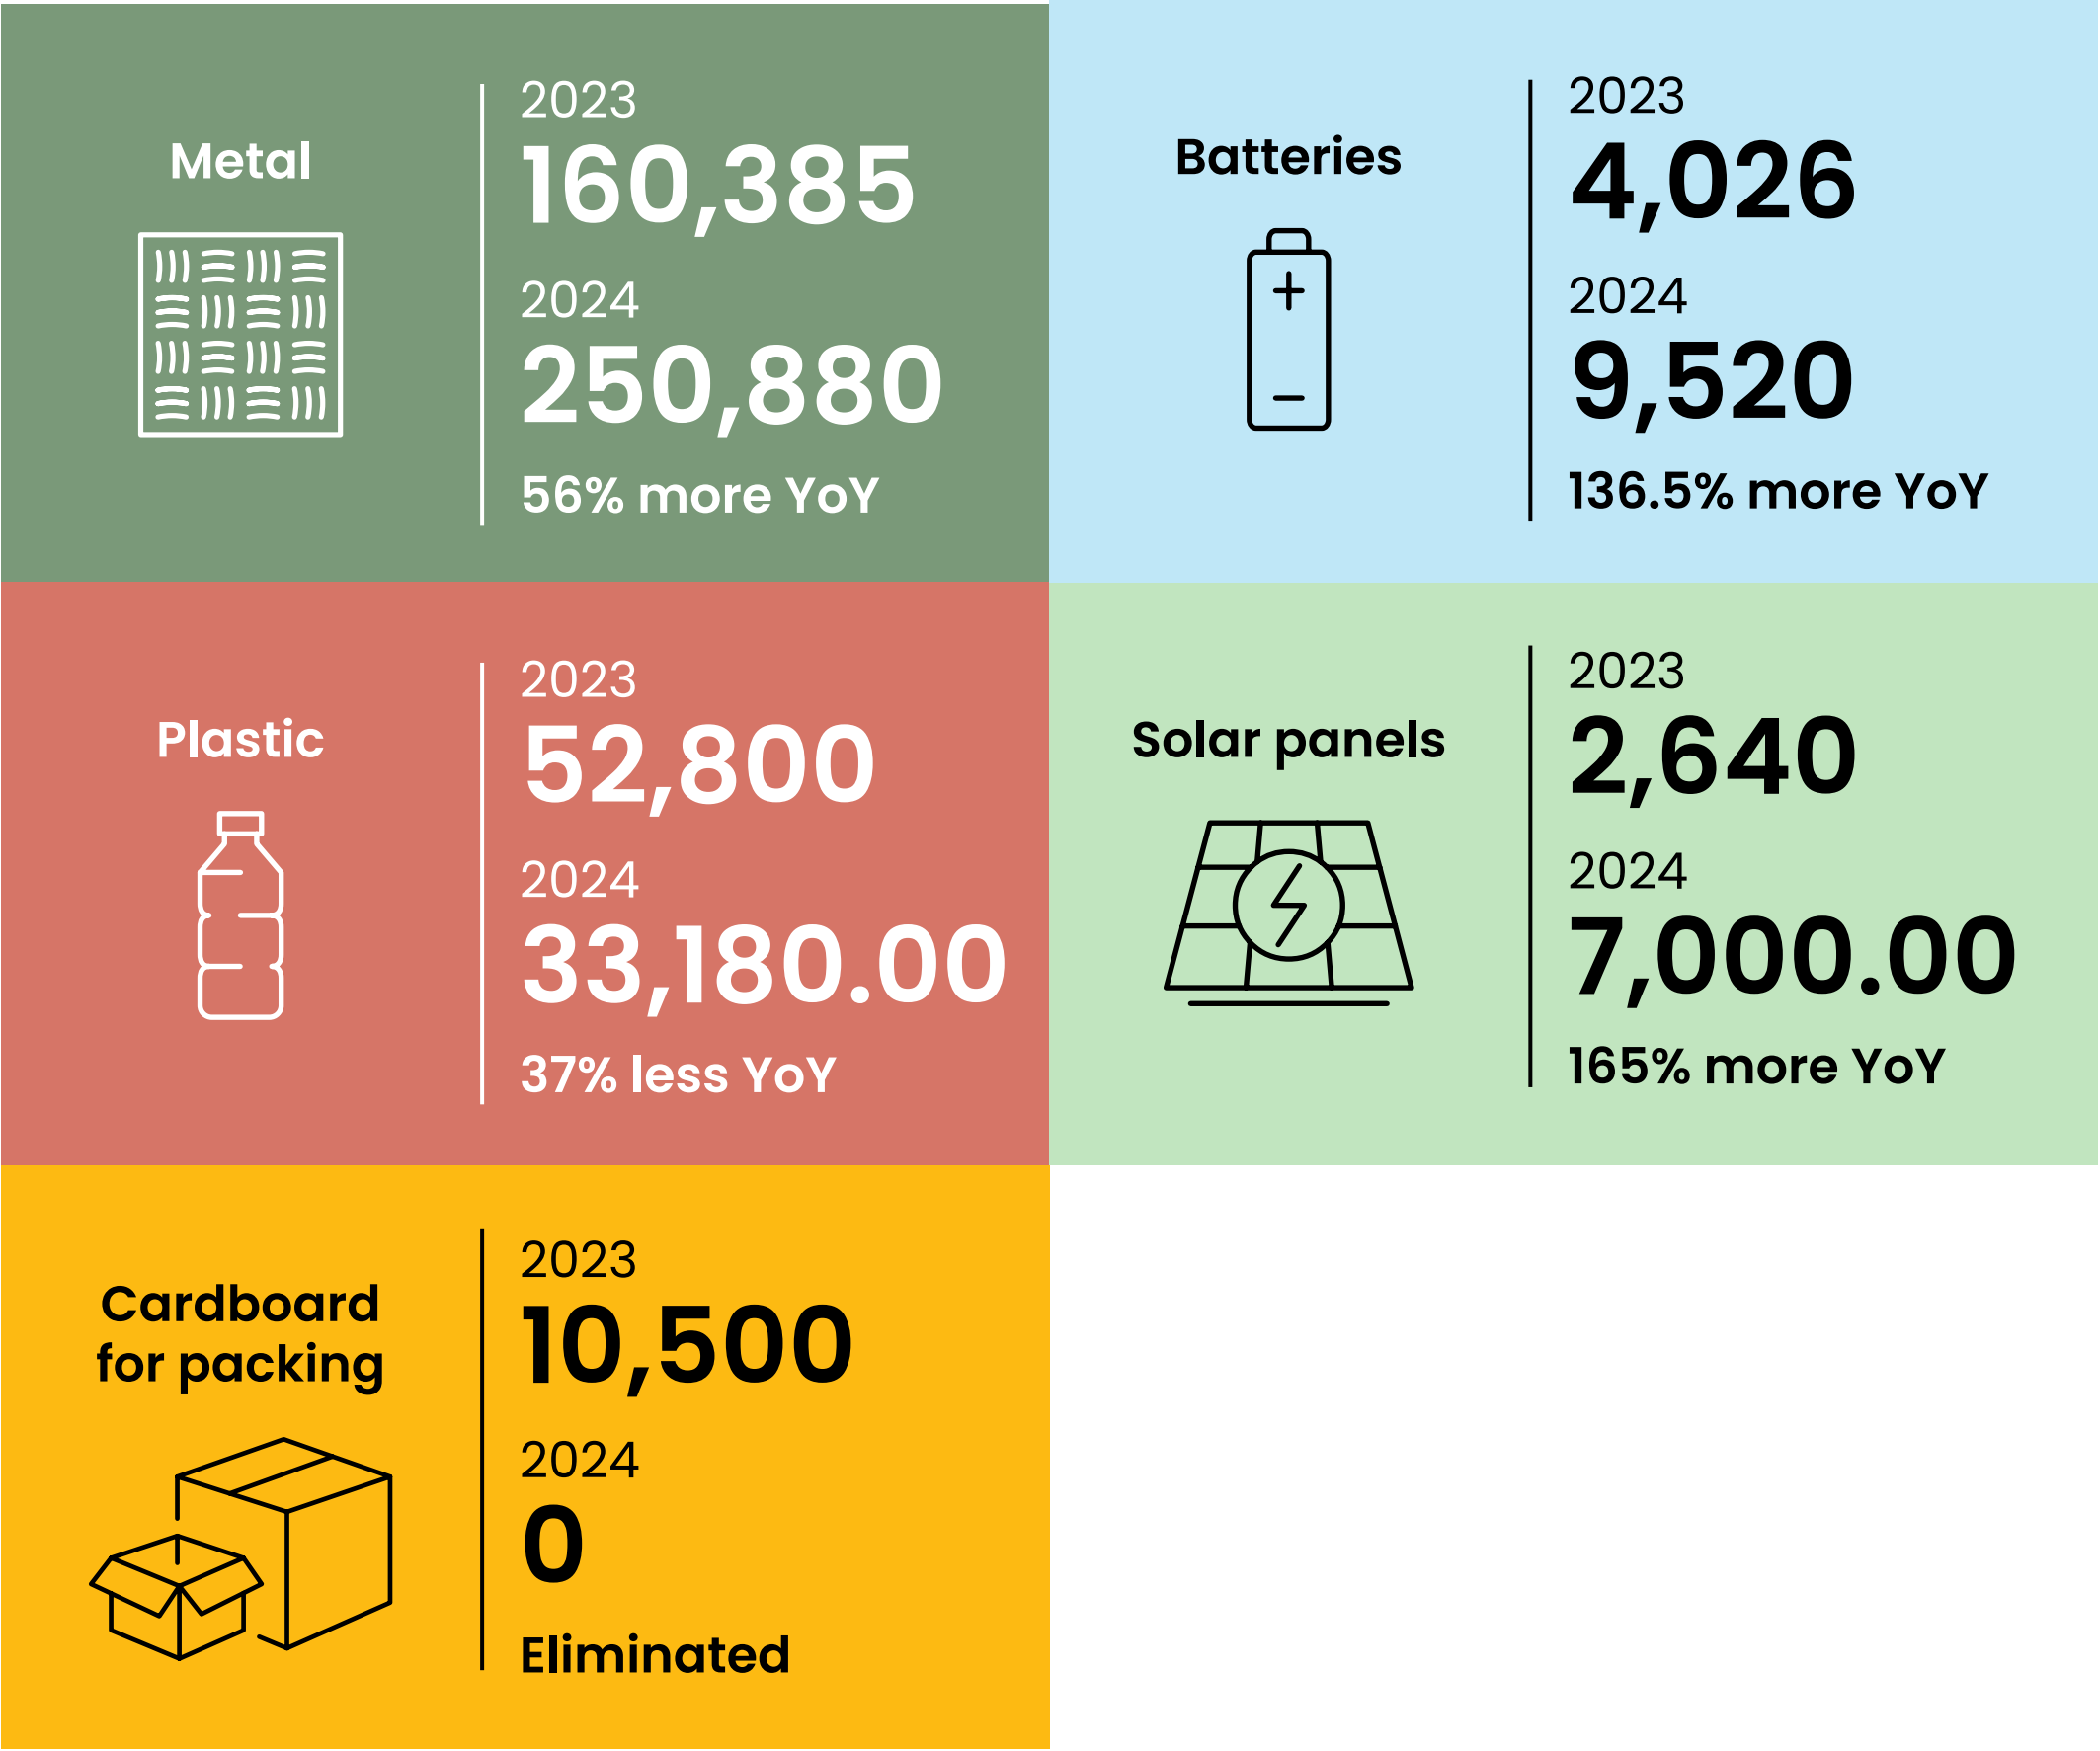 Metal
2023
160,385
2024
250,880
56% more YoY
Batteries
2023
4,026
2024
9,520
136.5% more YoY
Plastic
2023
52,800
2024
33,180.00
37% less YoY
Solar panels
2023
2,640
2024
7,000.00
165% more YoY
Cardboard
for packing
2023
10,500
2024
0
Eliminated